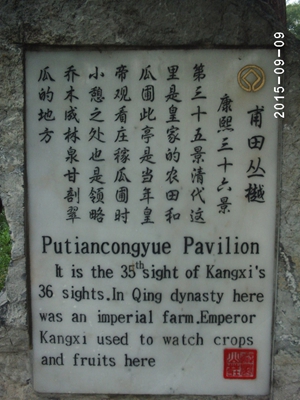 甫田丛樾
康熙三十六景
第三十五景清代这
里是皇家的农田和
瓜圃此亭是当年皇
帝观看庄稼瓜圃时
小憩之处也是领略
乔木成林泉甘剖翠
瓜的地方
Putiancongyue Pavilion
It is the 35th sight of Kangxi's
36 sights.In Qing dynasty here
was an imperial farm.Emperor
Kangxi used to watch crops
and fruits here
2015-09-09